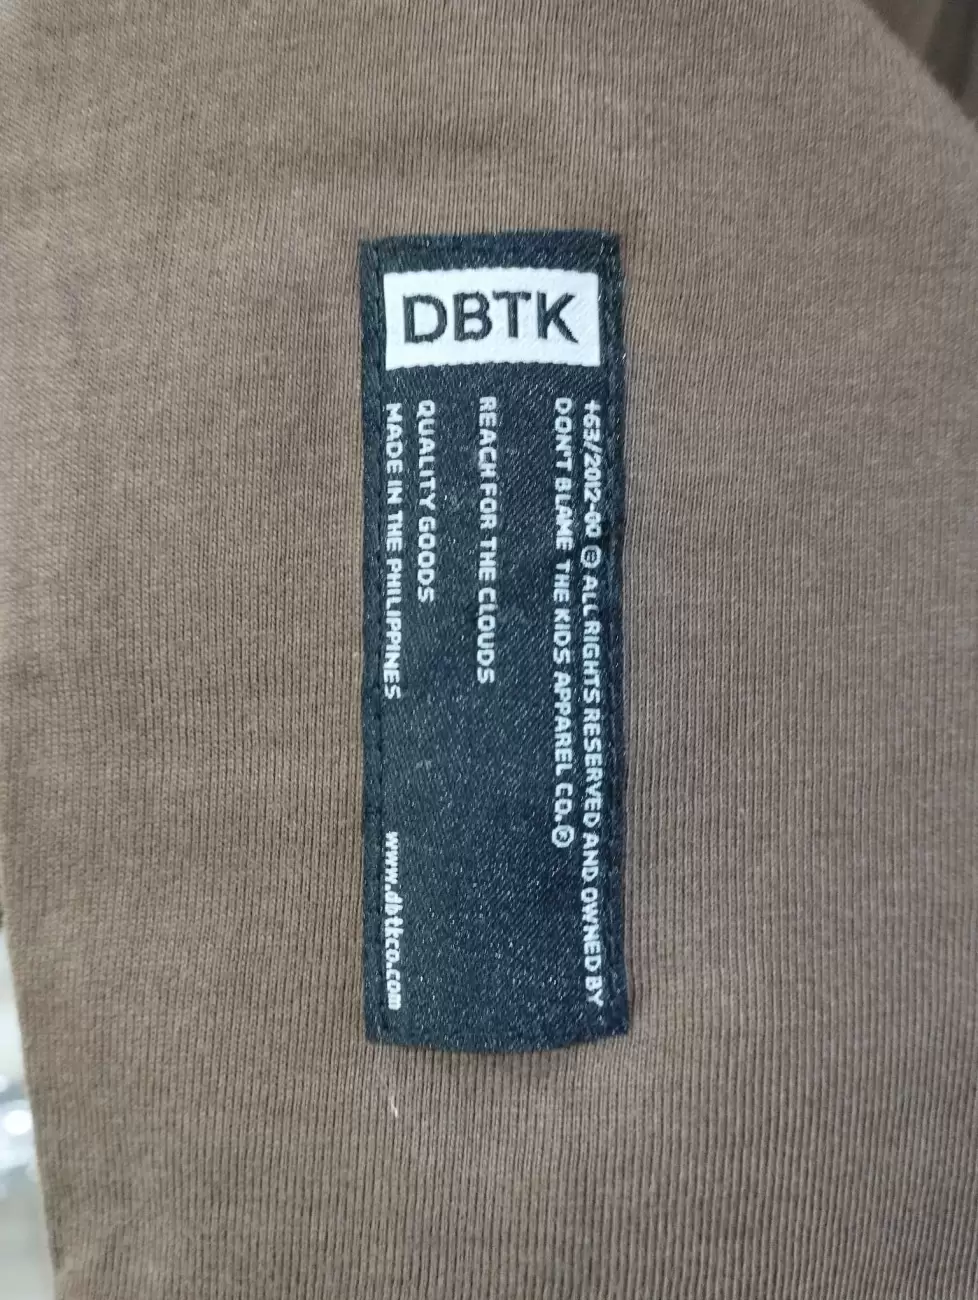 DBTK
+63/2012-00 © ALL RIGHTS RESERVED AND OWNED BY
DON'T BLAME THE KIDS APPAREL CO.®
REACH FOR THE CLOUDS
QUALITY GOODS
MADE IN THE PHILIPPINES
www.dbtkco.com